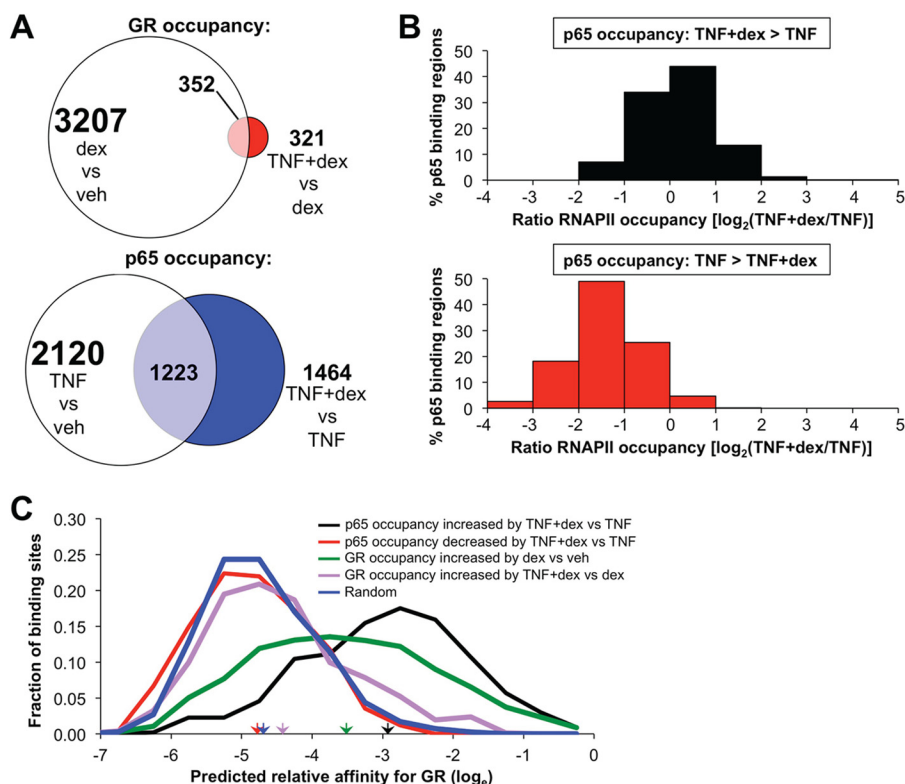 A
GR occupancy:
352
3207
dex
vs
veh
321
TNF+dex
vs
dex
p65 occupancy:
2120
TNF
vs
veh
1223
1464
TNF+dex
vs
TNF
B
p65 occupancy: TNF+dex > TNF
% p65 binding regions
50
40
30
20
10
0
-4 -3 -2 -1 0 1 2 3 4 5
Ratio RNAPII occupancy [log2(TNF+dex/TNF)]
p65 occupancy: TNF > TNF+dex
% p65 binding regions
50
40
30
20
10
0
-4 -3 -2 -1 0 1 2 3 4 5
Ratio RNAPII occupancy [log2(TNF+dex/TNF)]
C
Fraction of binding sites
0.30
0.25
0.20
0.15
0.10
0.05
0.00
p65 occupancy increased by TNF+dex vs TNF
p65 occupancy decreased by TNF+dex vs TNF
GR occupancy increased by dex vs veh
GR occupancy increased by TNF+dex vs dex
Random
-7 -6 -5 -4 -3 -2 -1 0
Predicted relative affinity for GR (loge)